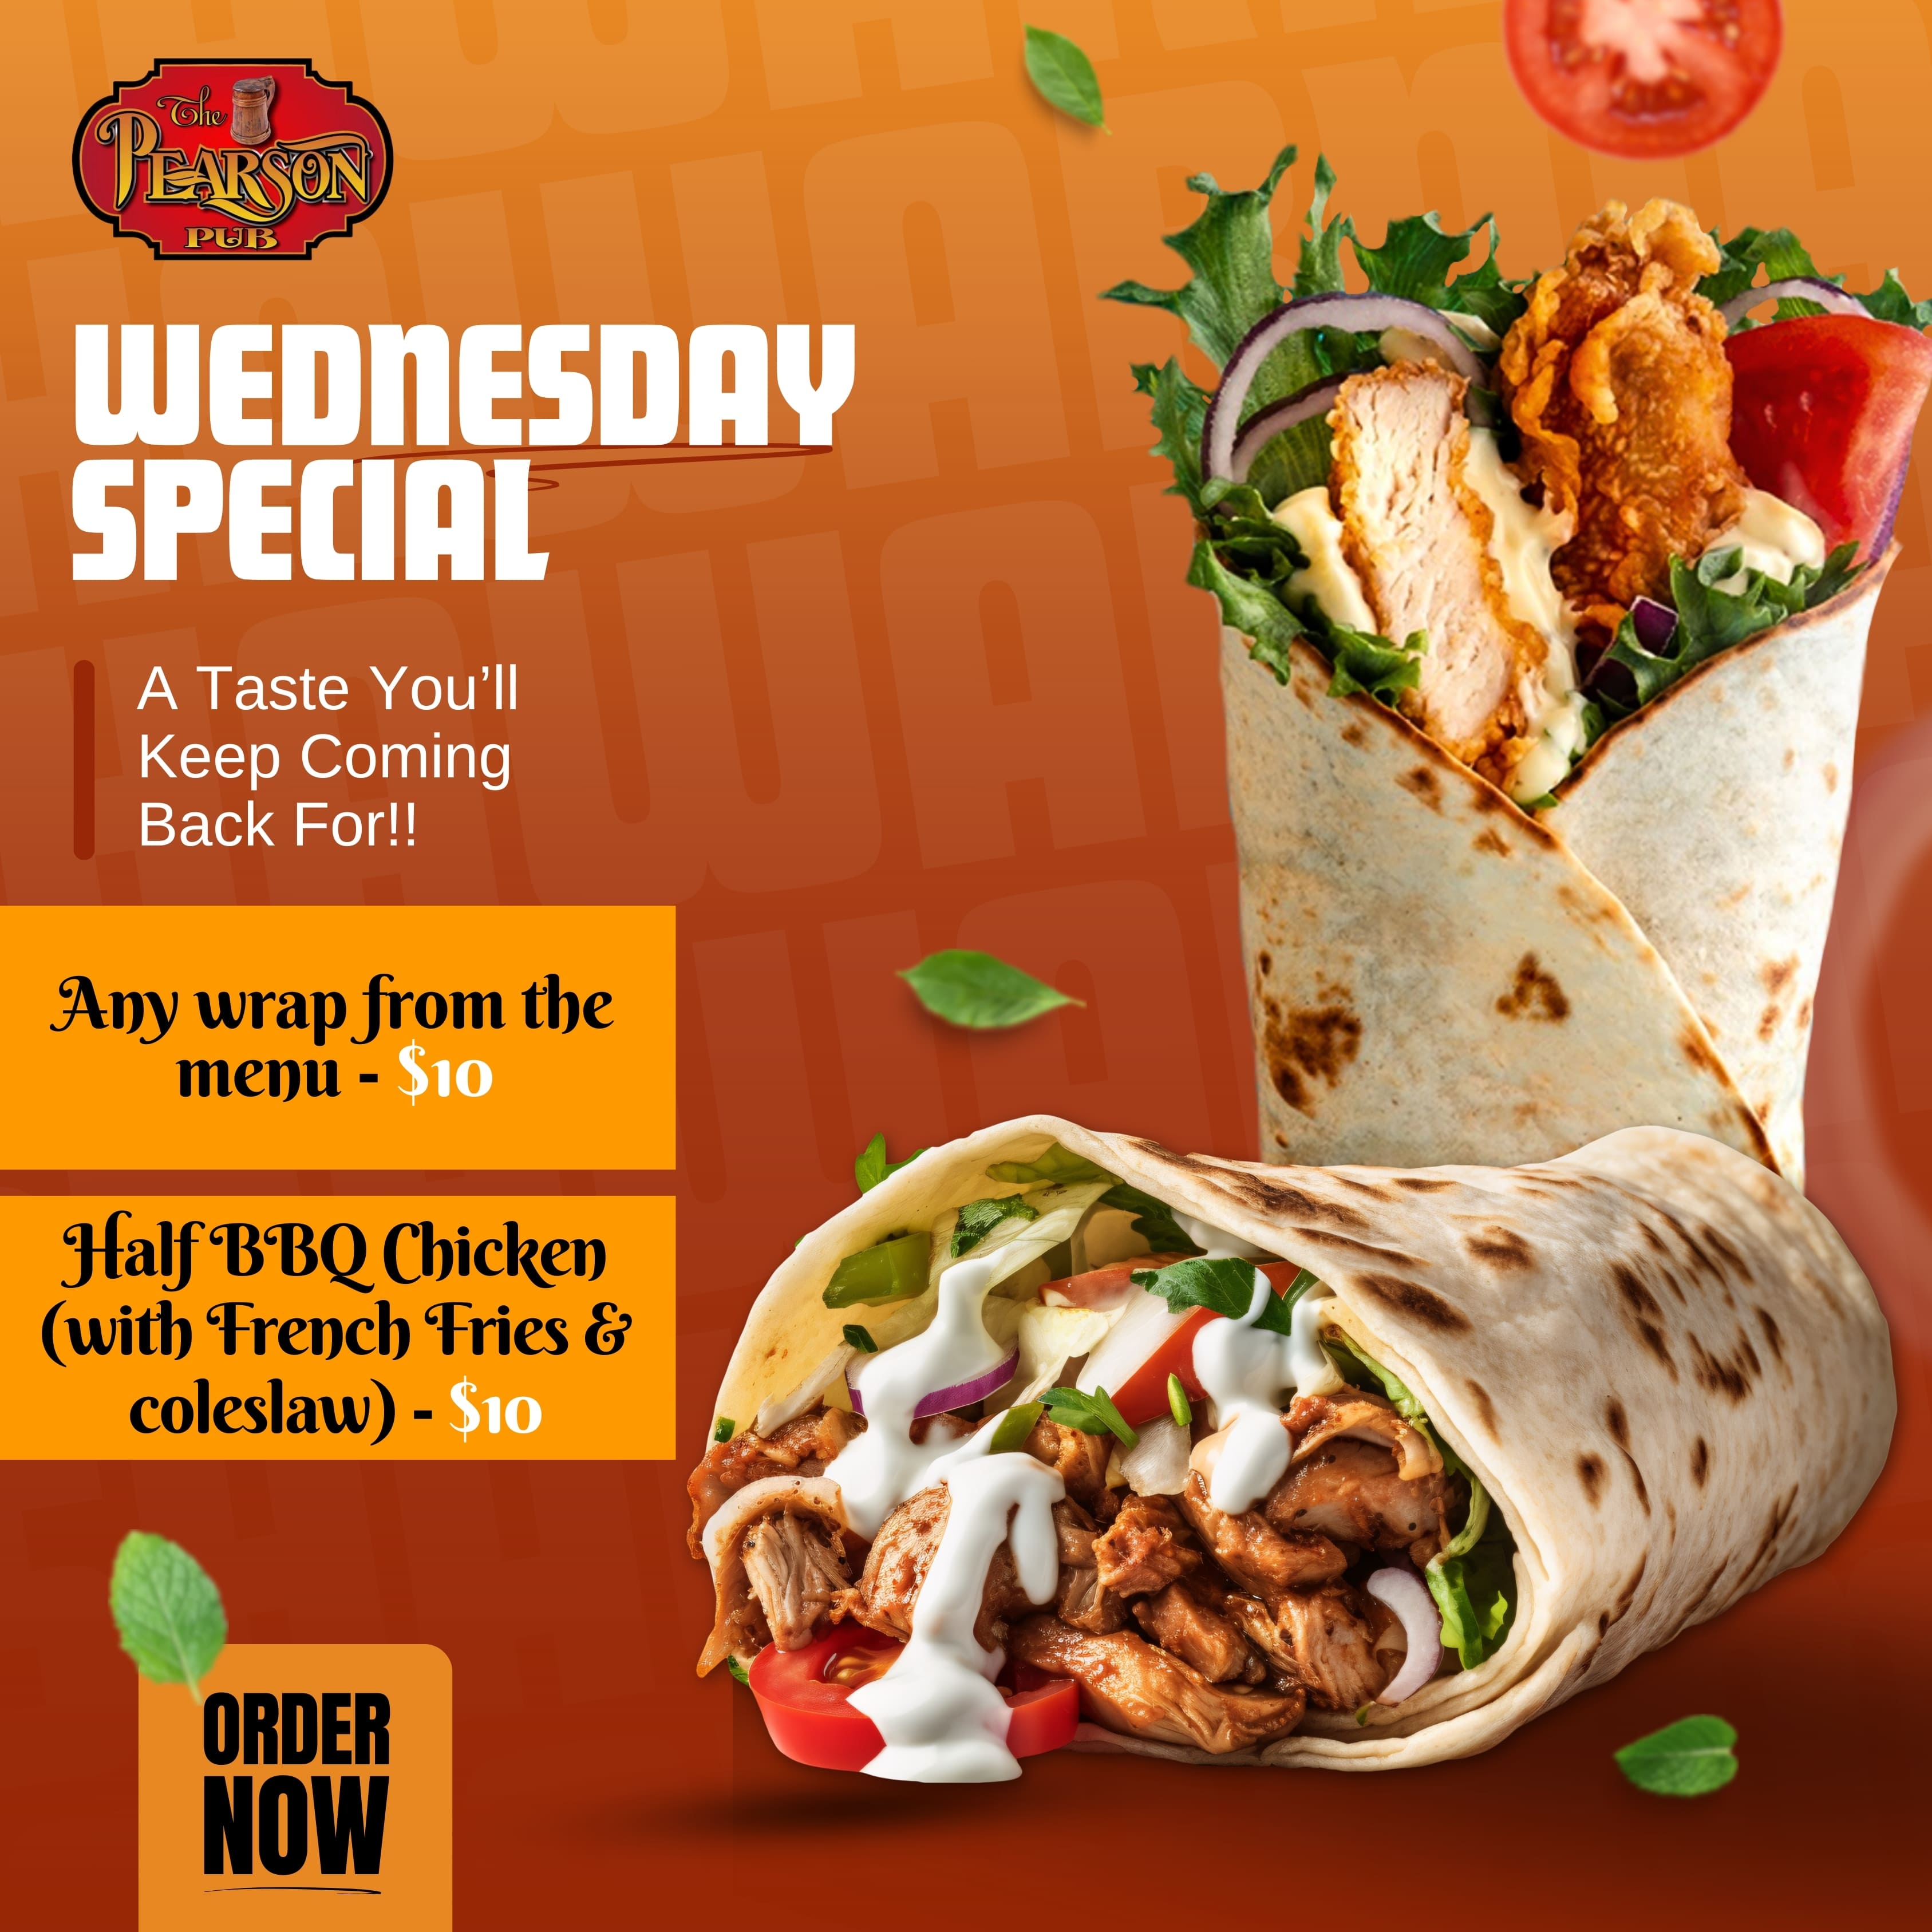 The
PEARSON
PUB
WEDNESDAY
SPECIAL
A Taste You’ll
Keep Coming
Back For!!
Any wrap from the
menu - $10
Half BBQ Chicken
(with French Fries &
coleslaw) - $10
ORDER
NOW